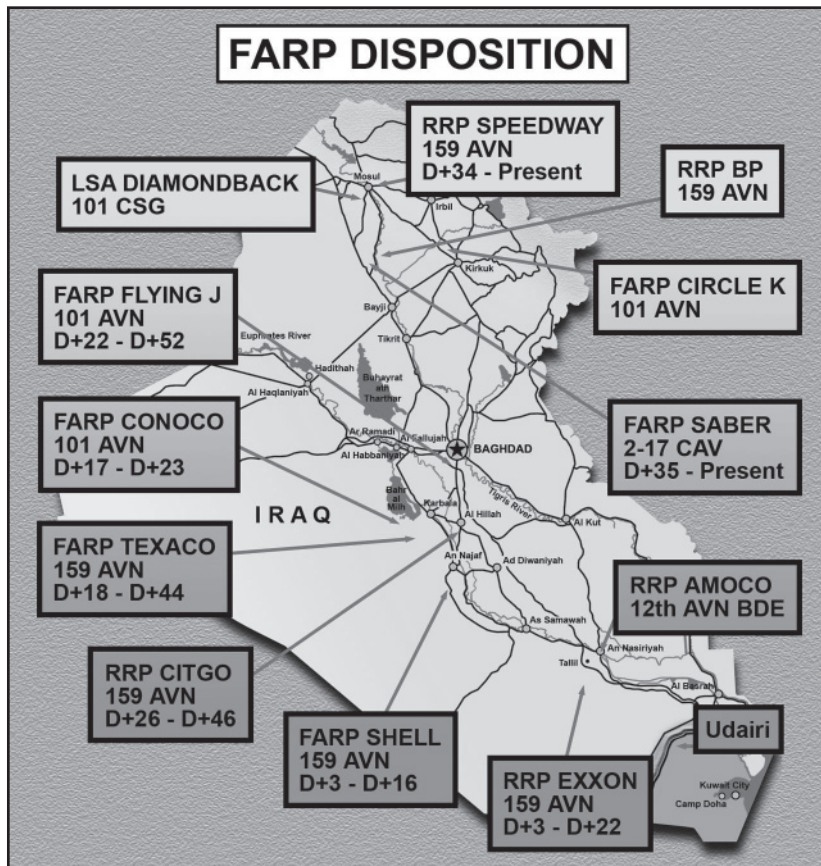 FARP DISPOSITION
RRP SPEEDWAY
159 AVN
D+34 - Present
LSA DIAMONDBACK
101 CSG
RRP BP
159 AVN
Mosul
Irbil
Kirkuk
FARP CIRCLE K
101 AVN
FARP FLYING J
101 AVN
D+22 - D+52
Bayji
Tikrit
Euphrates River
Hadithah
Al Haqlaniyah
Buhayrat
ath
Tharthar
FARP CONOCO
101 AVN
D+17 - D+23
Ar Ramadi
Al Fallujah
Al Habbaniyah
BAGHDAD
FARP SABER
2-17 CAV
D+35 - Present
Tigris River
Bahr
al
Milh
Karbala
IRAQ
Al Hillah
Al Kut
FARP TEXACO
159 AVN
D+18 - D+44
An Najaf
Ad Diwaniyah
RRP AMOCO
12th AVN BDE
As Samawah
An Nasiriyah
Tallil
RRP CITGO
159 AVN
D+26 - D+46
Al Basrah
FARP SHELL
159 AVN
D+3 - D+16
Udairi
RRP EXXON
159 AVN
D+3 - D+22
Kuwait City
Camp Doha